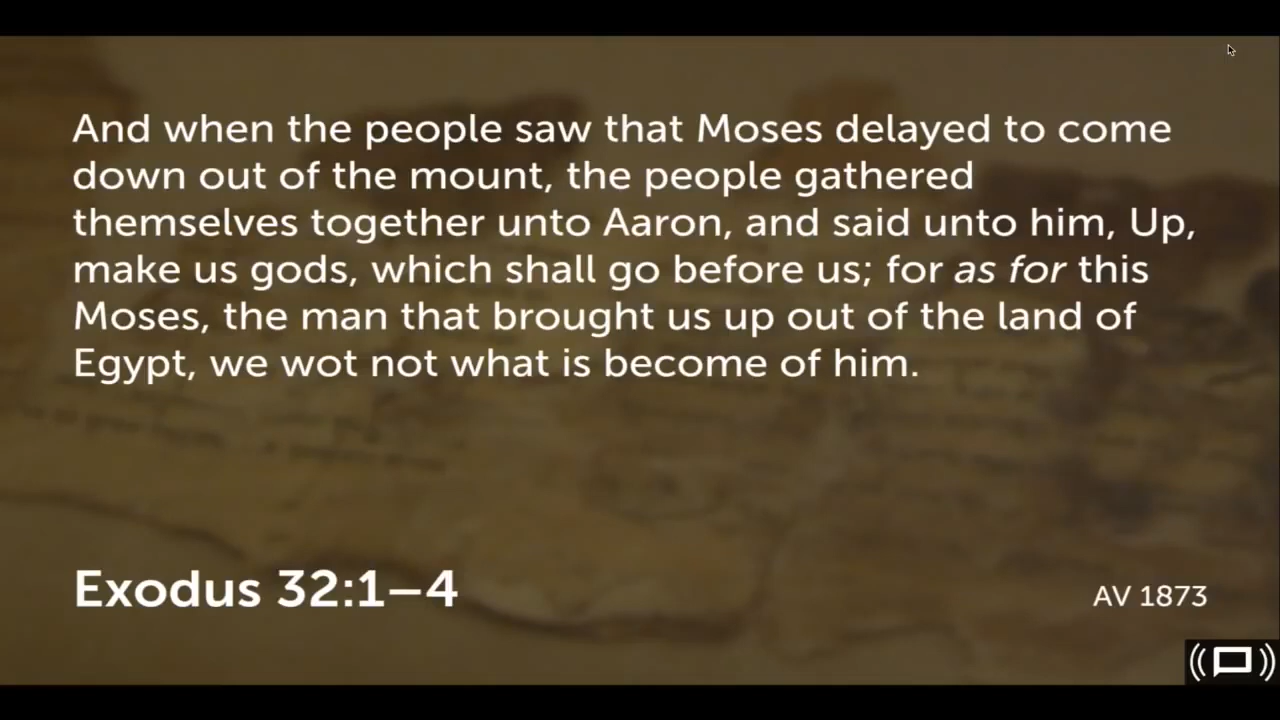 And when the people saw that Moses delayed to come
down out of the mount, the people gathered
themselves together unto Aaron, and said unto him, Up,
make us gods, which shall go before us; for as for this
Moses, the man that brought us up out of the land of
Egypt, we wot not what is become of him.
Exodus 32:1–4
AV 1873